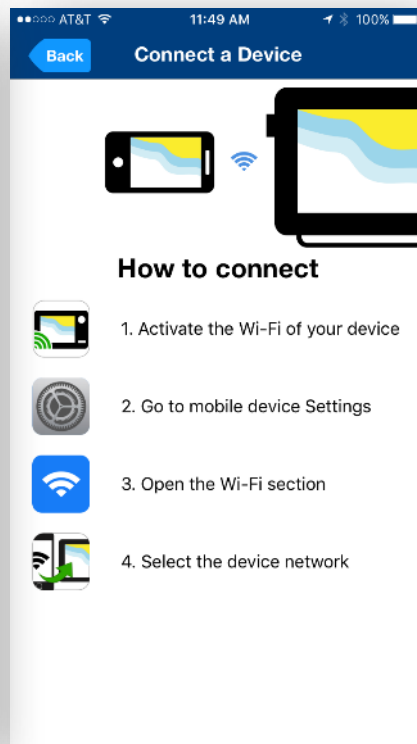 AT&T 11:49 AM 100%
Back Connect a Device
How to connect
1. Activate the Wi-Fi of your device
2. Go to mobile device Settings
3. Open the Wi-Fi section
4. Select the device network